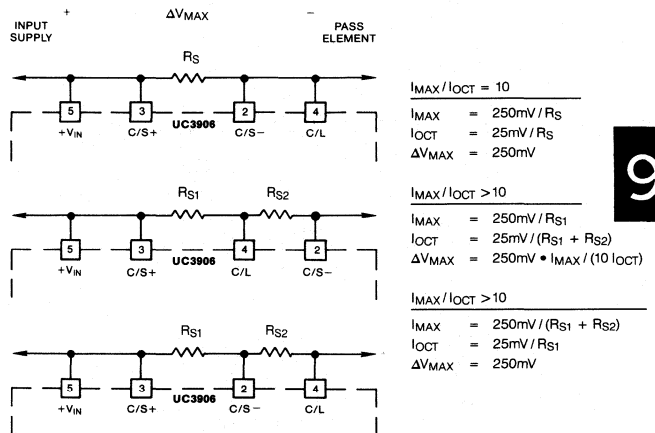 + ΔVMAX −
INPUT SUPPLY
PASS ELEMENT
RS
5 3 2 4
+VIN C/S+ UC3906 C/S− C/L
RS1 RS2
5 3 4 2
+VIN C/S+ UC3906 C/L C/S−
RS1 RS2
5 3 2 4
+VIN C/S+ UC3906 C/S− C/L
IMAX/IOCT = 10
IMAX = 250mV/RS
IOCT = 25mV/RS
ΔVMAX = 250mV
IMAX/IOCT >10
IMAX = 250mV/RS1
IOCT = 25mV/(RS1 + RS2)
ΔVMAX = 250mV • IMAX/(10 IOCT)
IMAX/IOCT >10
IMAX = 250mV/(RS1 + RS2)
IOCT = 25mV/RS1
ΔVMAX = 250mV
9